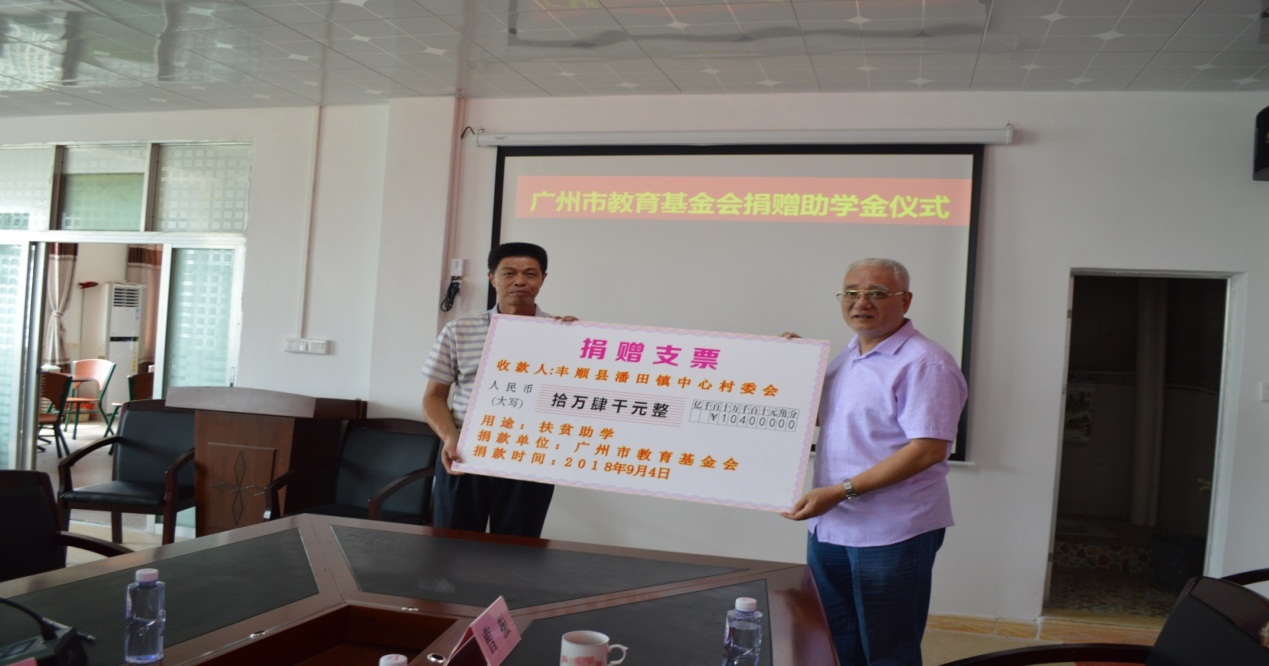 广州市教育基金会捐赠助学金仪式
捐赠支票
收款人:丰顺县潘田镇中心村委会
人民币
(大写)
拾万肆千元整
亿千百十万千百十元角分
￥10400000
用途：扶贫助学
捐款单位：广州市教育基金会
捐款时间：2018年9月4日